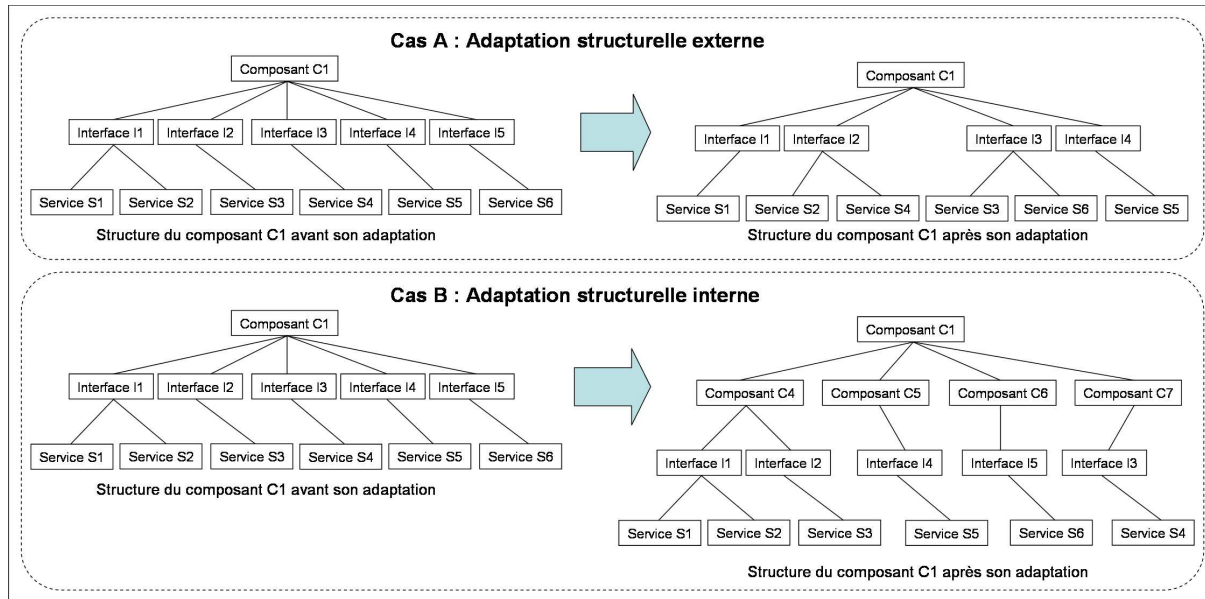 Cas A : Adaptation structurelle externe
Composant C1
Interface I1 Interface I2 Interface I3 Interface I4 Interface I5
Service S1 Service S2 Service S3 Service S4 Service S5 Service S6
Structure du composant C1 avant son adaptation
Composant C1
Interface I1 Interface I2 Interface I3 Interface I4
Service S1 Service S2 Service S4 Service S3 Service S6 Service S5
Structure du composant C1 après son adaptation
Cas B : Adaptation structurelle interne
Composant C1
Interface I1 Interface I2 Interface I3 Interface I4 Interface I5
Service S1 Service S2 Service S3 Service S4 Service S5 Service S6
Structure du composant C1 avant son adaptation
Composant C1
Composant C4 Composant C5 Composant C6 Composant C7
Interface I1 Interface I2 Interface I4 Interface I5 Interface I3
Service S1 Service S2 Service S3 Service S5 Service S6 Service S4
Structure du composant C1 après son adaptation